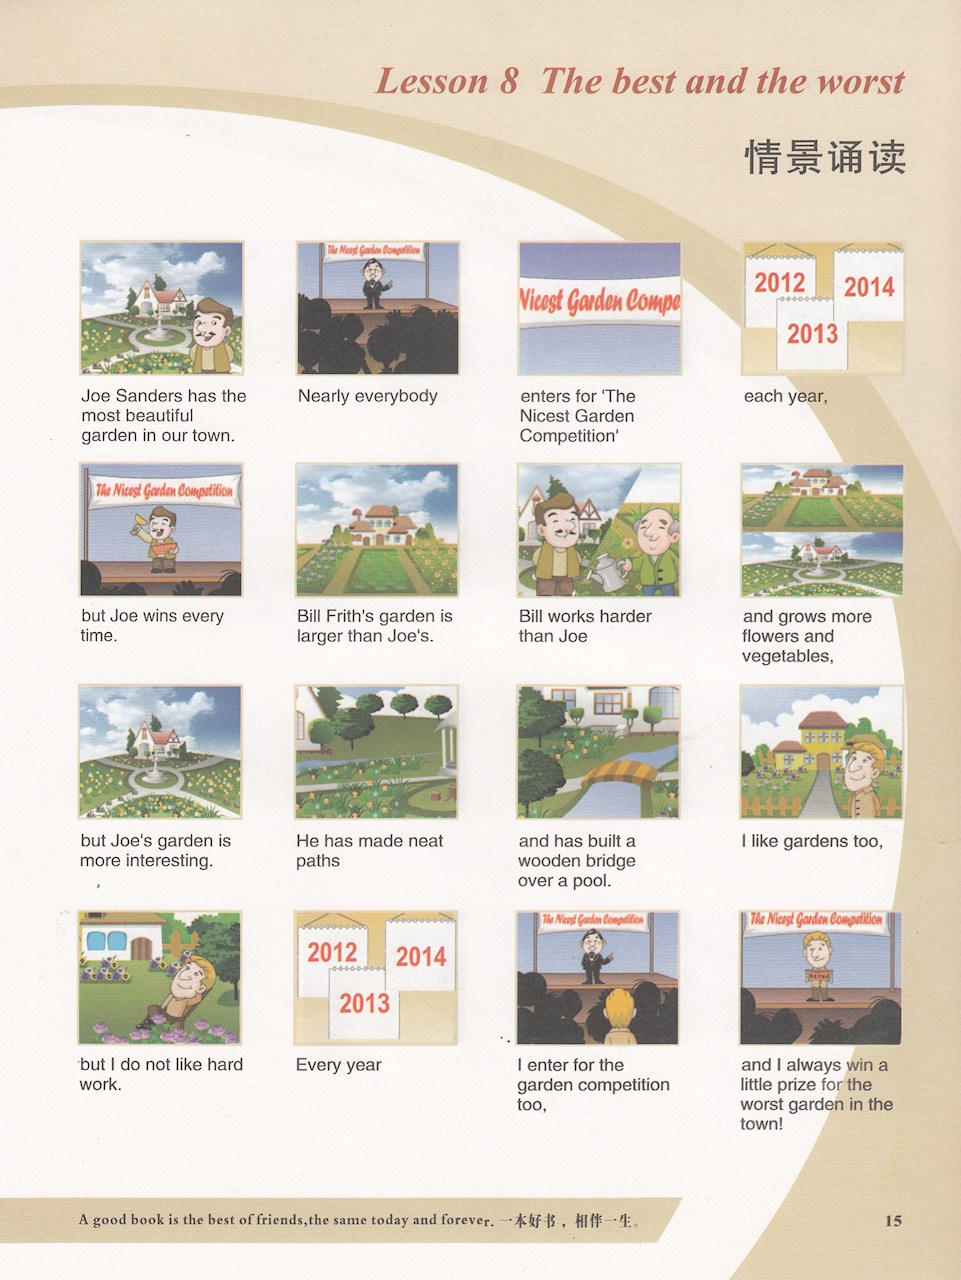 Lesson 8 The best and the worst
情景诵读
The Nicest Garden Competition
Nicest Garden Compe
2012
2014
2013
Joe Sanders has the
most beautiful
garden in our town.
Nearly everybody
enters for 'The
Nicest Garden
Competition'
each year,
The Nicest Garden Competition
but Joe wins every
time.
Bill Frith's garden is
larger than Joe's.
Bill works harder
than Joe
and grows more
flowers and
vegetables,
but Joe's garden is
more interesting.
He has made neat
paths
and has built a
wooden bridge
over a pool.
I like gardens too,
2012
2014
2013
The Nicest Garden Competition
The Nicest Garden Competition
but I do not like hard
work.
Every year
I enter for the
garden competition
too,
and I always win a
little prize for the
worst garden in the
town!
A good book is the best of friends,the same today and forever. 一本好书，相伴一生。
15